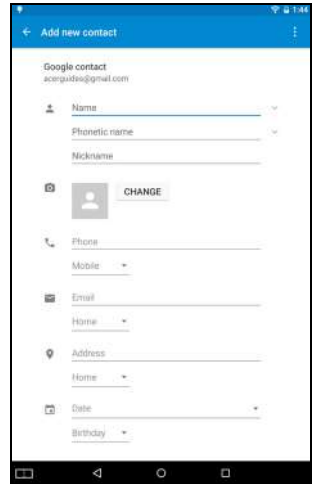 1:44
Add new contact
Google contact
acerguides@gmail.com
Name
Phonetic name
Nickname
CHANGE
Phone
Mobile
Email
Home
Address
Home
Date
Birthday